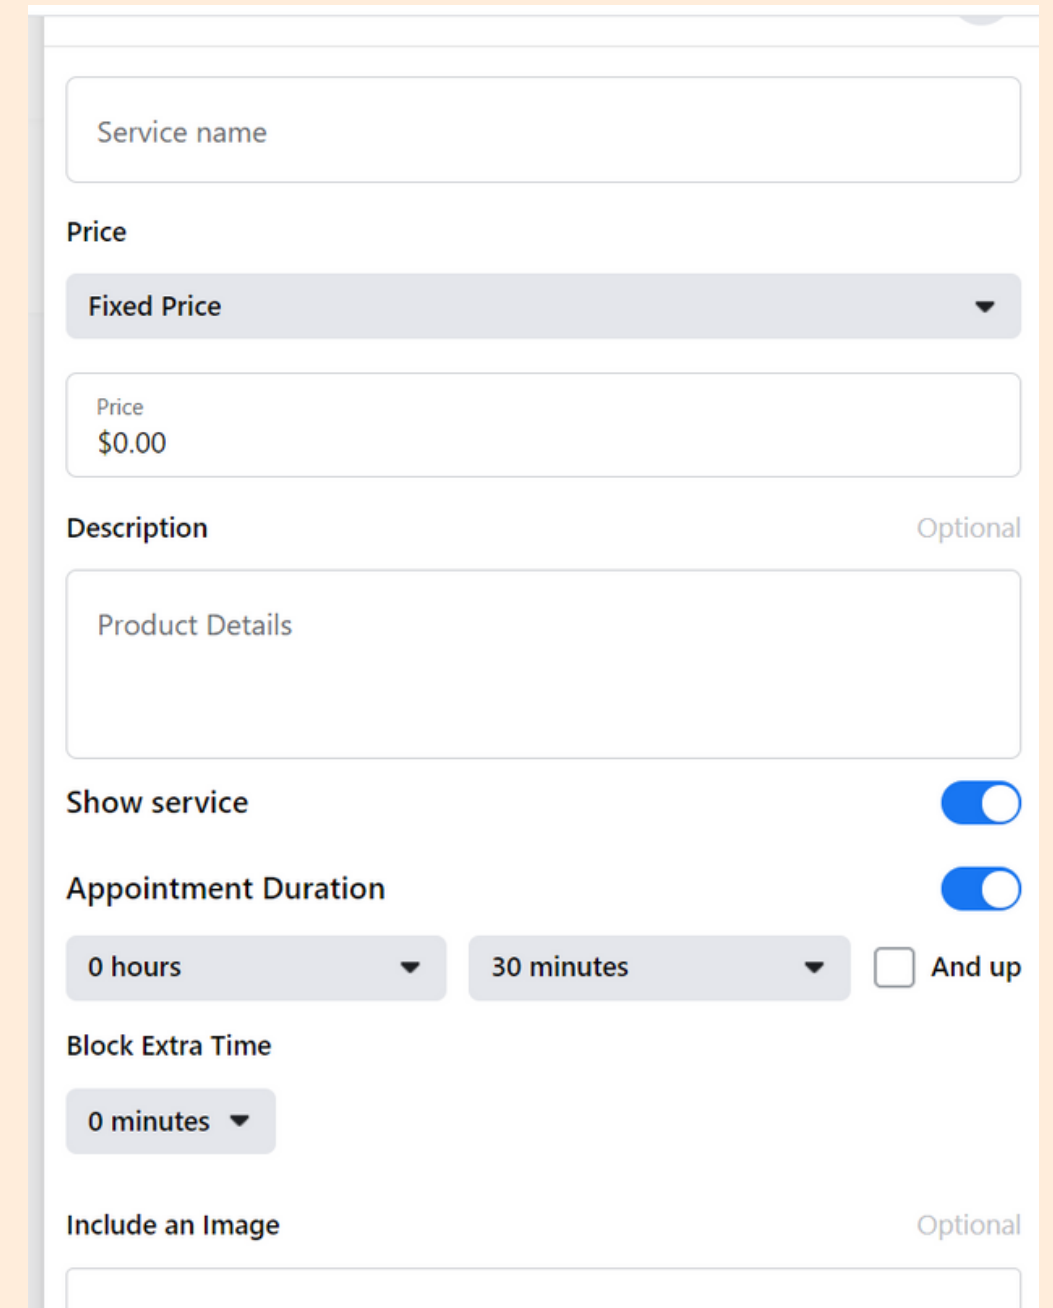 Service name
Price
Fixed Price
Price
$0.00
Description Optional
Product Details
Show service
Appointment Duration
0 hours 30 minutes And up
Block Extra Time
0 minutes
Include an Image Optional